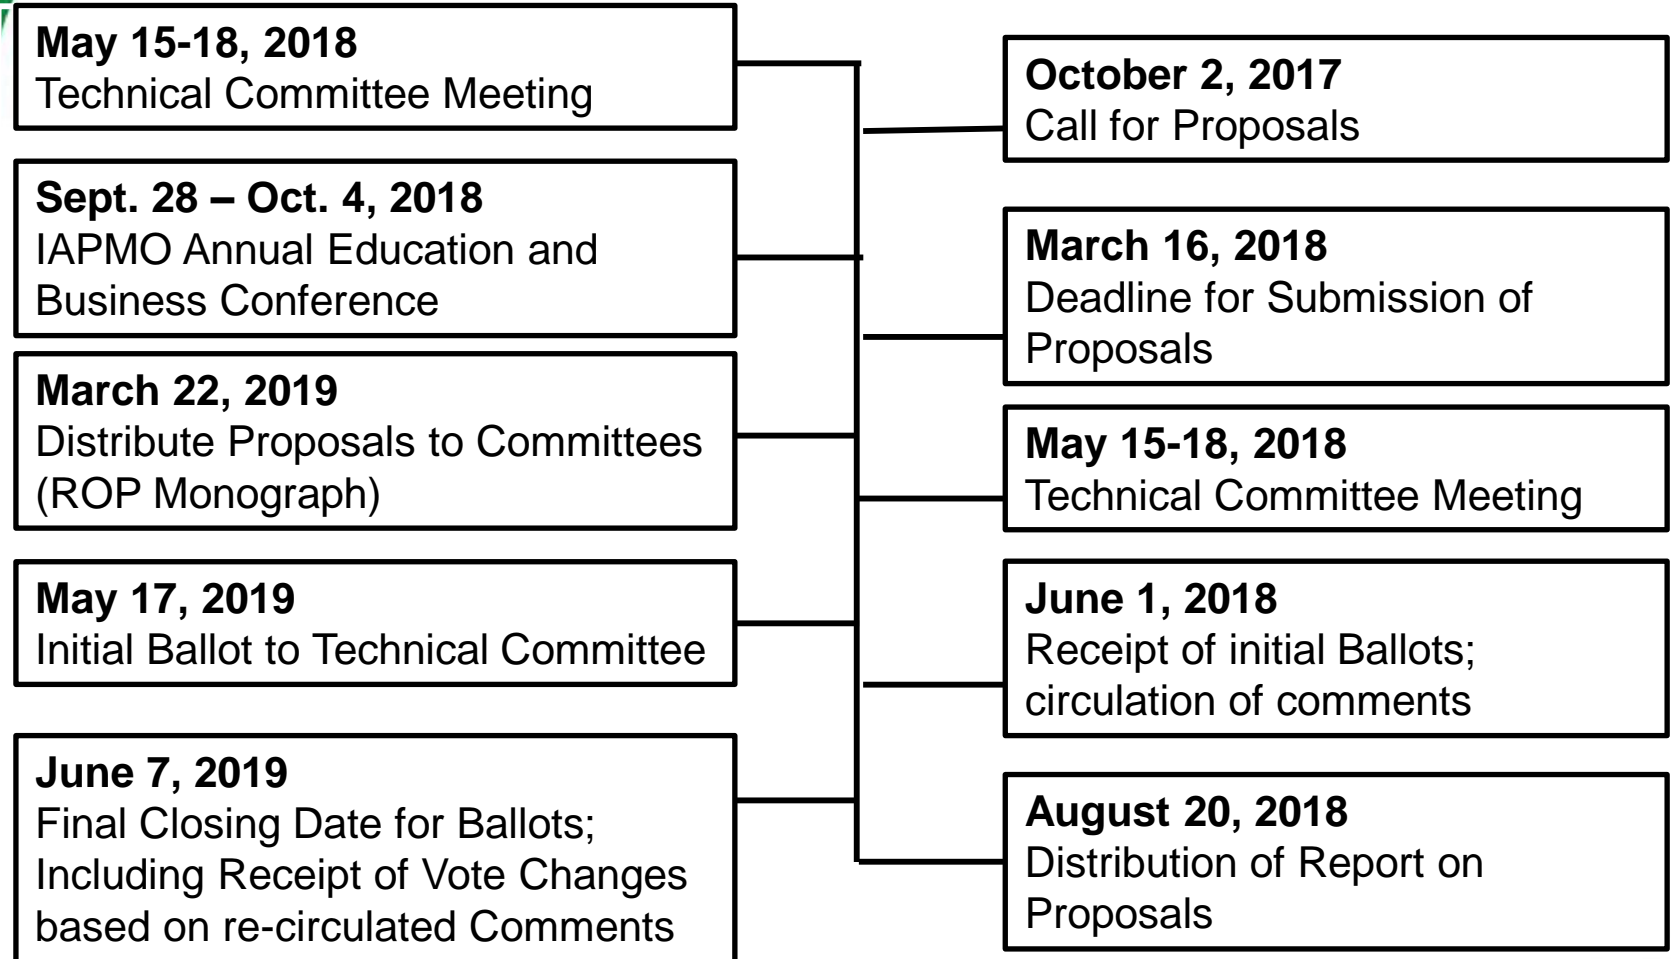 May 15-18, 2018
Technical Committee Meeting
Sept. 28 – Oct. 4, 2018
IAPMO Annual Education and
Business Conference
March 22, 2019
Distribute Proposals to Committees
(ROP Monograph)
May 17, 2019
Initial Ballot to Technical Committee
June 7, 2019
Final Closing Date for Ballots;
Including Receipt of Vote Changes
based on re-circulated Comments
October 2, 2017
Call for Proposals
March 16, 2018
Deadline for Submission of
Proposals
May 15-18, 2018
Technical Committee Meeting
June 1, 2018
Receipt of initial Ballots;
circulation of comments
August 20, 2018
Distribution of Report on
Proposals